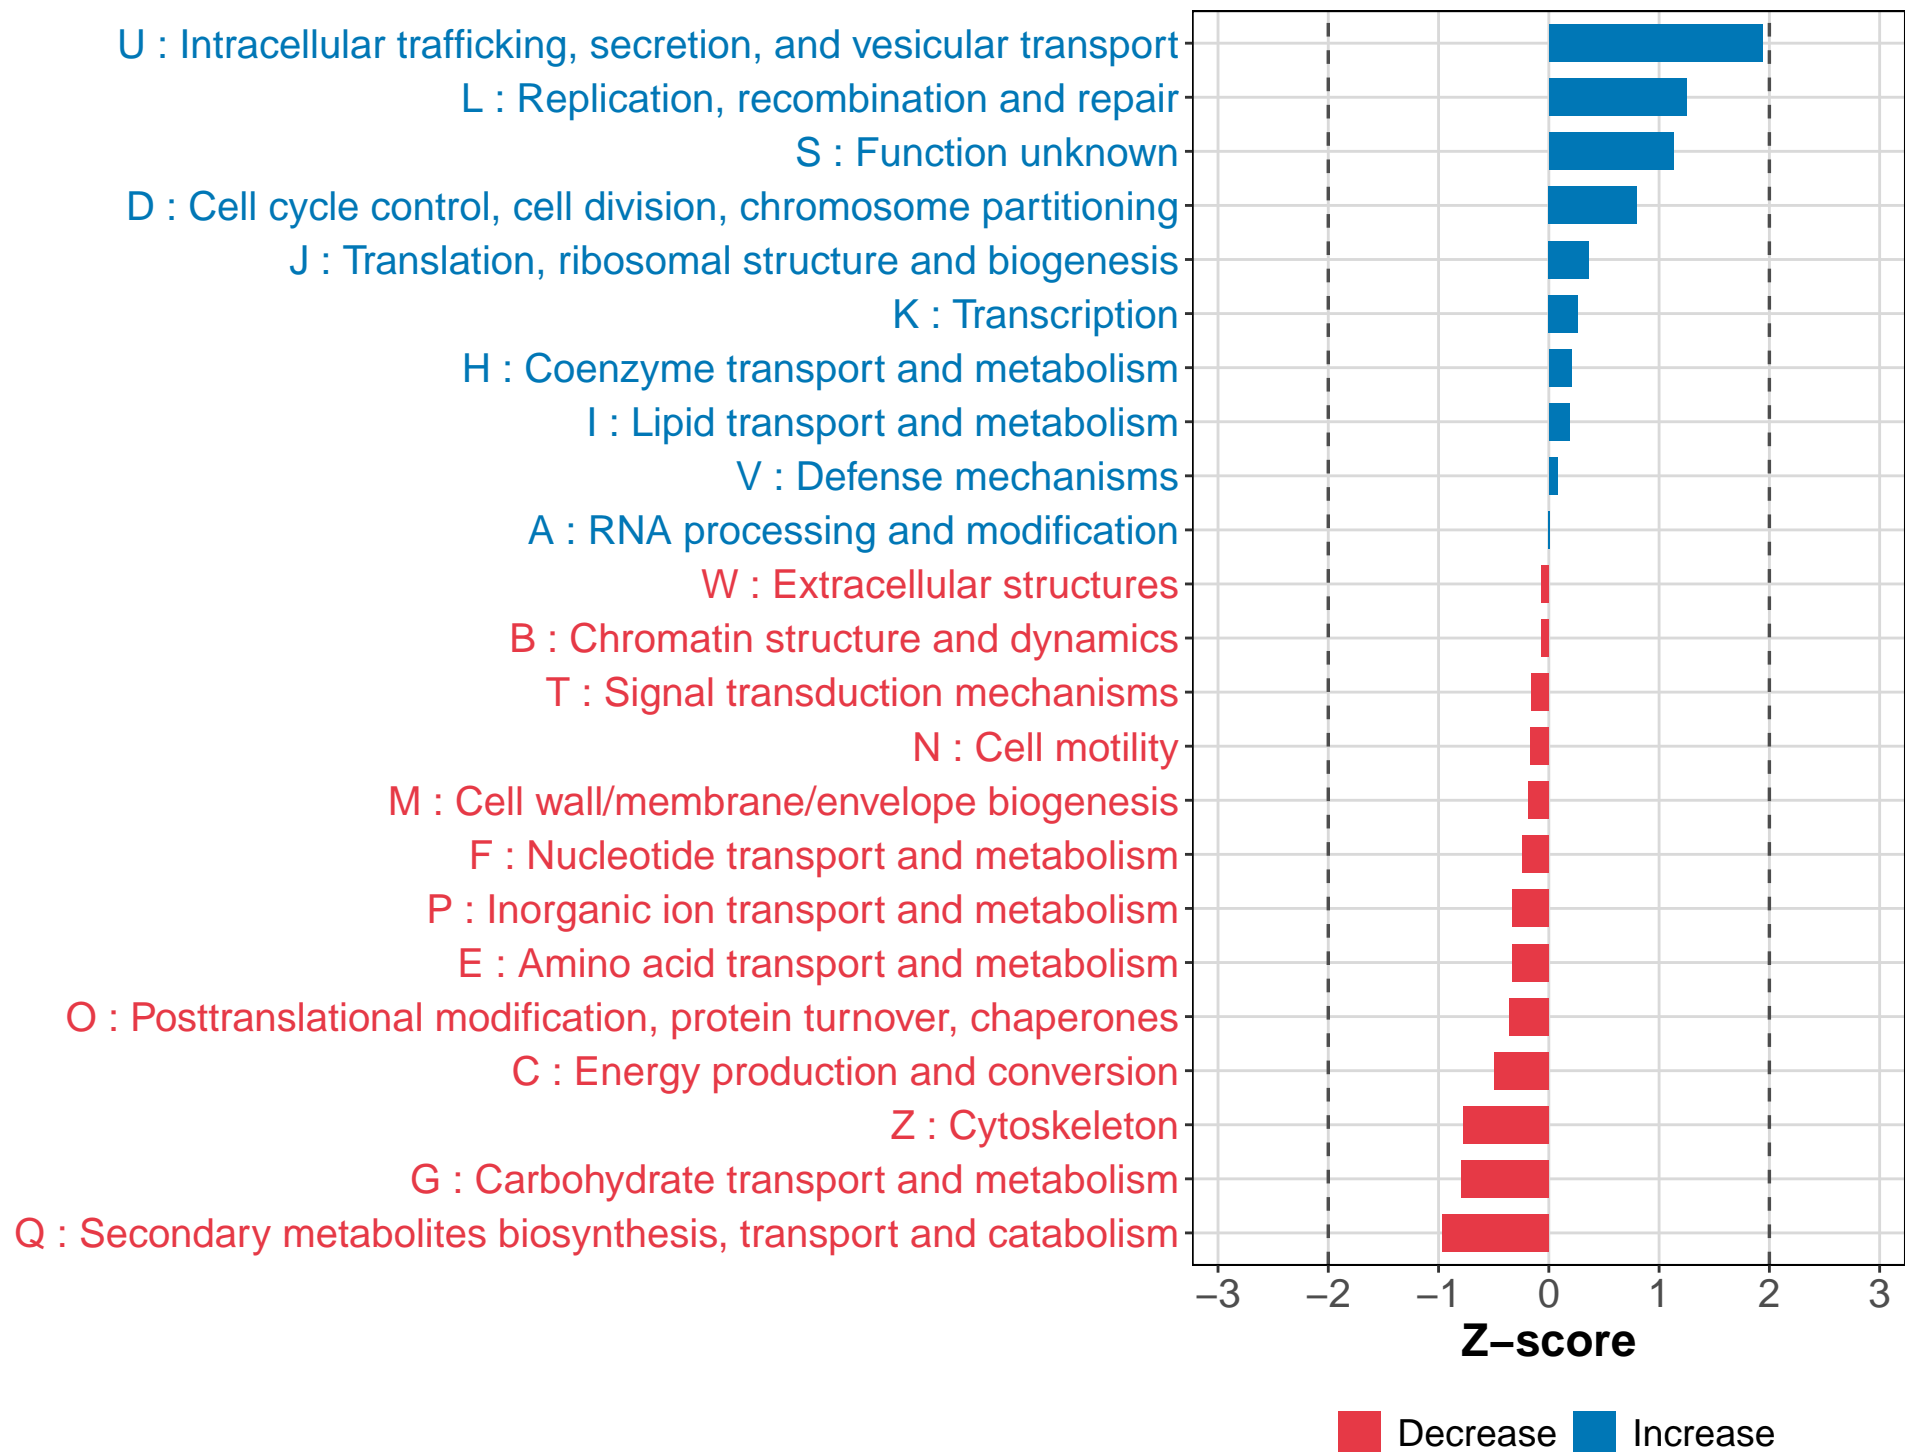 U : Intracellular trafficking, secretion, and vesicular transport
L : Replication, recombination and repair
S : Function unknown
D : Cell cycle control, cell division, chromosome partitioning
J : Translation, ribosomal structure and biogenesis
K : Transcription
H : Coenzyme transport and metabolism
I : Lipid transport and metabolism
V : Defense mechanisms
A : RNA processing and modification
W : Extracellular structures
B : Chromatin structure and dynamics
T : Signal transduction mechanisms
N : Cell motility
M : Cell wall/membrane/envelope biogenesis
F : Nucleotide transport and metabolism
P : Inorganic ion transport and metabolism
E : Amino acid transport and metabolism
O : Posttranslational modification, protein turnover, chaperones
C : Energy production and conversion
Z : Cytoskeleton
G : Carbohydrate transport and metabolism
Q : Secondary metabolites biosynthesis, transport and catabolism
−3 −2 −1 0 1 2 3
Z−score
Decrease Increase